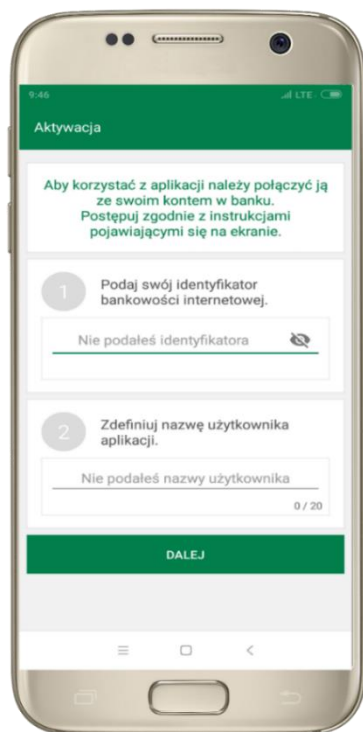 9:46 LTE
Aktywacja
Aby korzystać z aplikacji należy połączyć ją
ze swoim kontem w banku.
Postępuj zgodnie z instrukcjami
pojawiającymi się na ekranie.
1 Podaj swój identyfikator
bankowości internetowej.
Nie podałeś identyfikatora
2 Zdefiniuj nazwę użytkownika
aplikacji.
Nie podałeś nazwy użytkownika
0 / 20
DALEJ